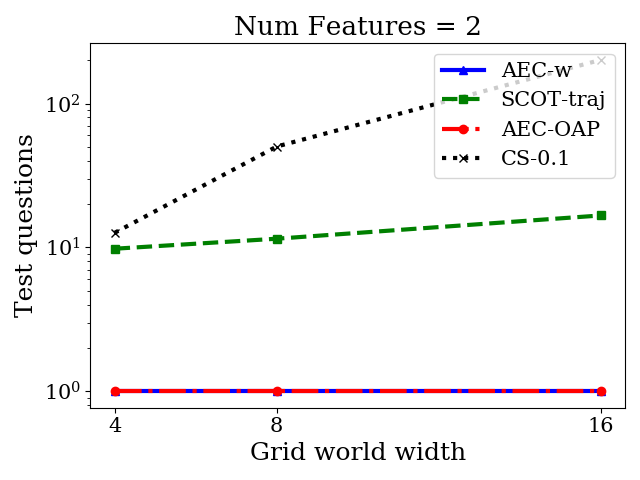 Num Features = 2
Test questions
10²
10¹
10⁰
AEC-w
SCOT-traj
AEC-OAP
CS-0.1
4
8
16
Grid world width